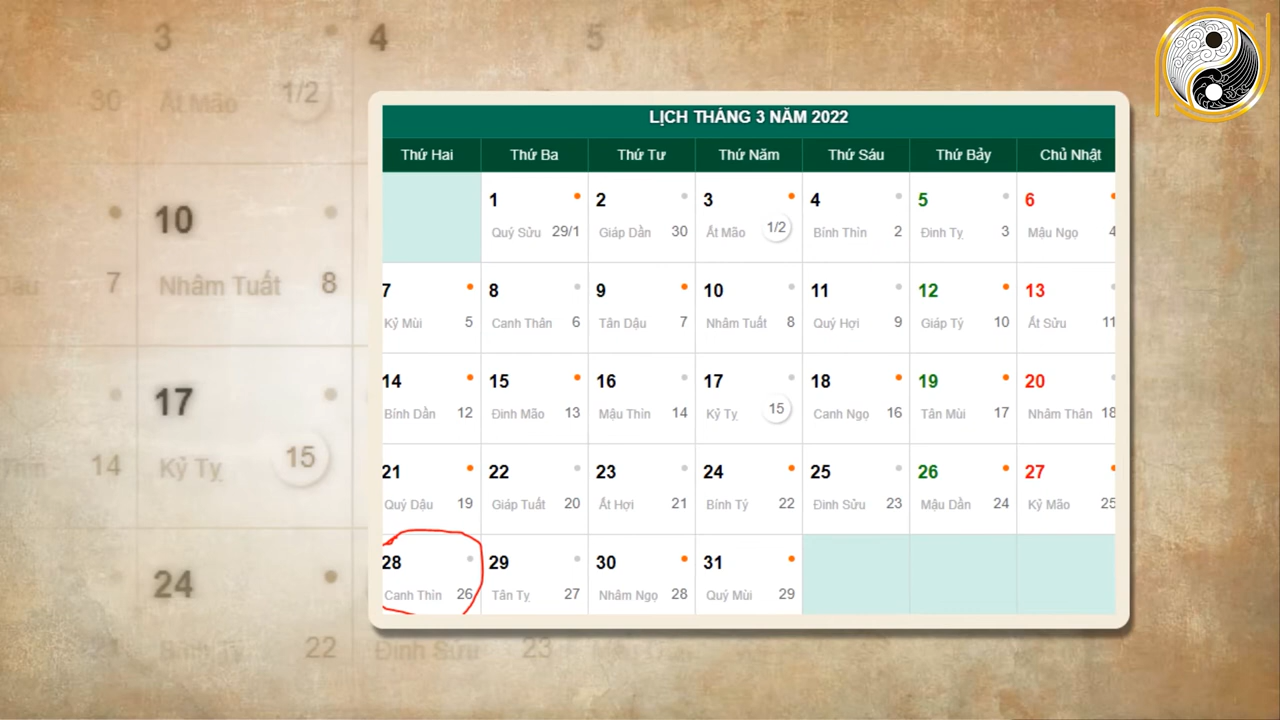 3 4 5
30 Ất Mão 1/2
10
7 Nhâm Tuất 8
17
14 Kỷ Tỵ 15
24
22 Đinh Sửu 23
LỊCH THÁNG 3 NĂM 2022
Thứ Hai Thứ Ba Thứ Tư Thứ Năm Thứ Sáu Thứ Bảy Chủ Nhật
1 2 3 4 5 6
Quý Sửu 29/1 Giáp Dần 30 Ất Mão 1/2 Bính Thìn 2 Đinh Tỵ 3 Mậu Ngọ 4
7 8 9 10 11 12 13
Kỷ Mùi 5 Canh Thân 6 Tân Dậu 7 Nhâm Tuất 8 Quý Hợi 9 Giáp Tý 10 Ất Sửu 11
14 15 16 17 18 19 20
Bính Dần 12 Đinh Mão 13 Mậu Thìn 14 Kỷ Tỵ 15 Canh Ngọ 16 Tân Mùi 17 Nhâm Thân 18
21 22 23 24 25 26 27
Quý Dậu 19 Giáp Tuất 20 Ất Hợi 21 Bính Tý 22 Đinh Sửu 23 Mậu Dần 24 Kỷ Mão 25
28 29 30 31
Canh Thìn 26 Tân Tỵ 27 Nhâm Ngọ 28 Quý Mùi 29